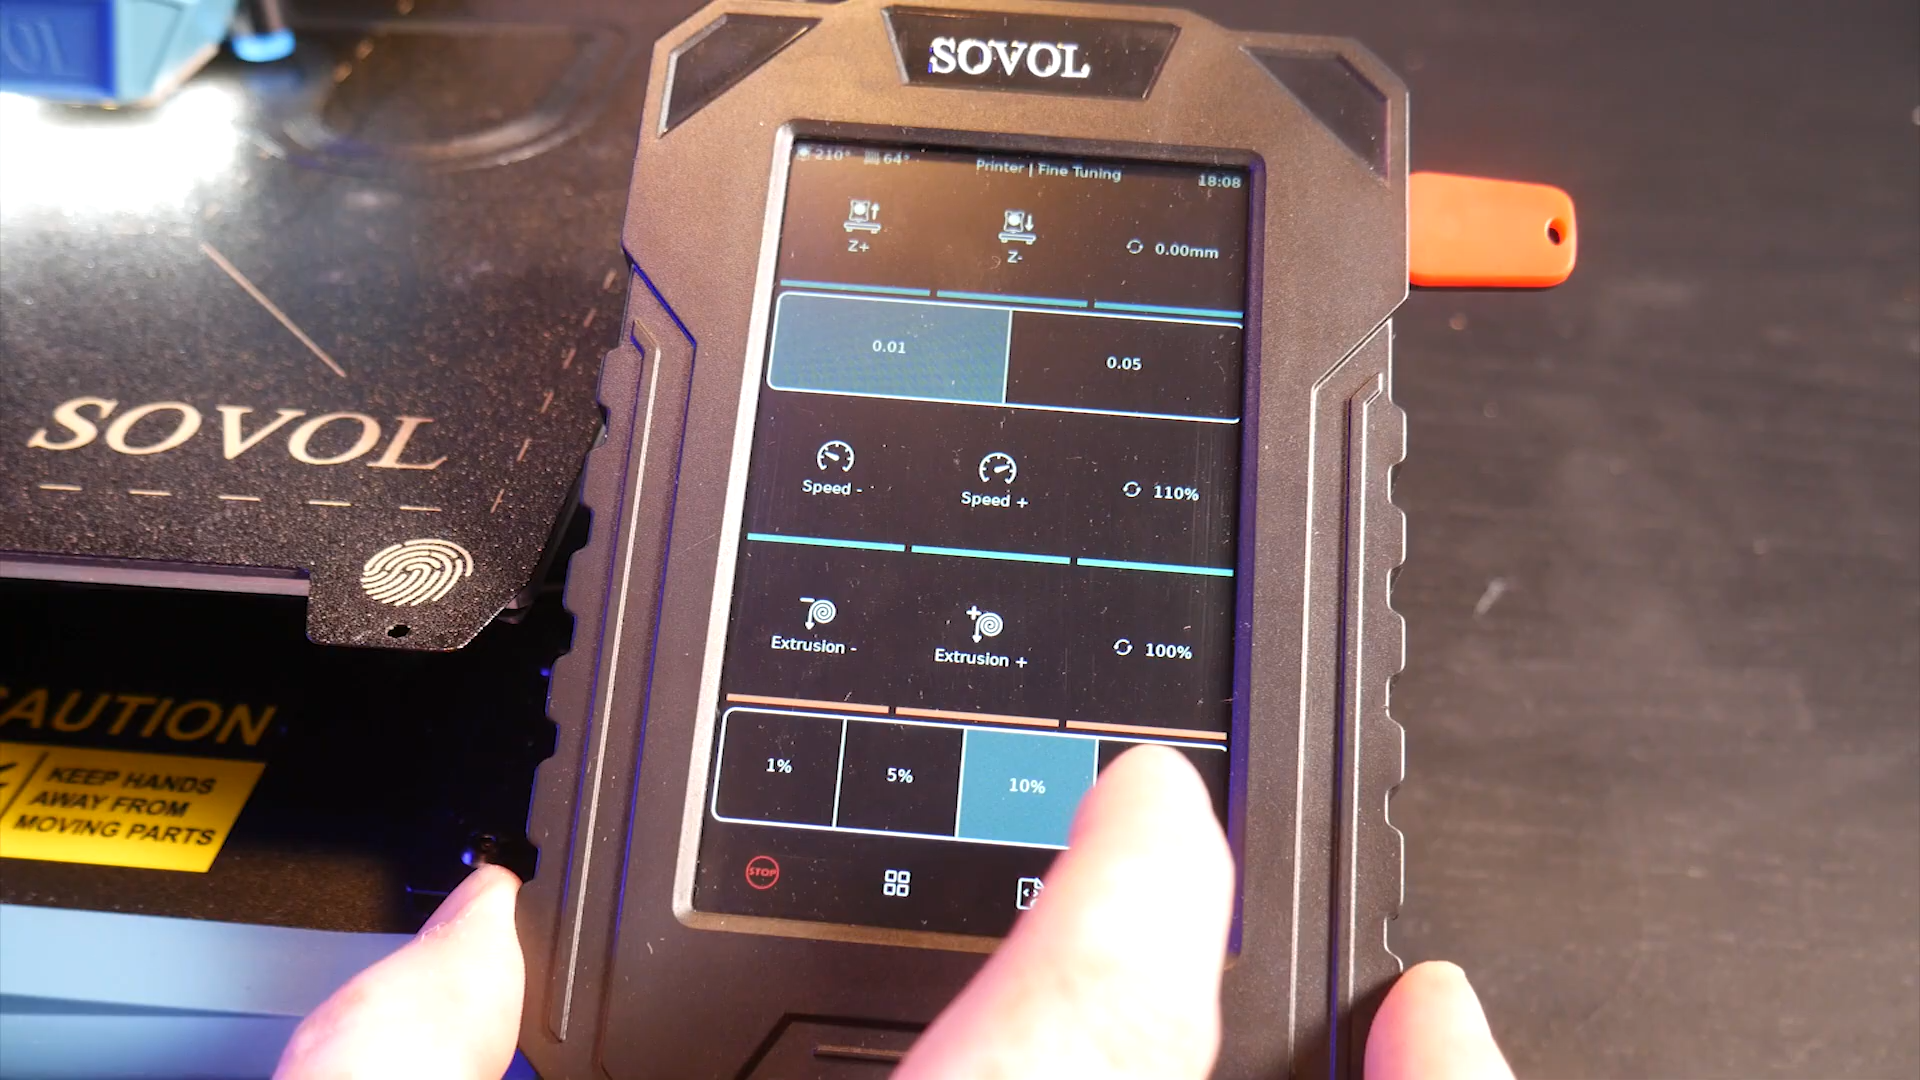 SOVOL
210° 64° Printer | Fine Tuning 18:08
Z+ Z- 0.00mm
0.01 0.05
Speed - Speed + 110%
Extrusion - Extrusion + 100%
1% 5% 10%
STOP
SOVOL
CAUTION
KEEP HANDS
AWAY FROM
MOVING PARTS